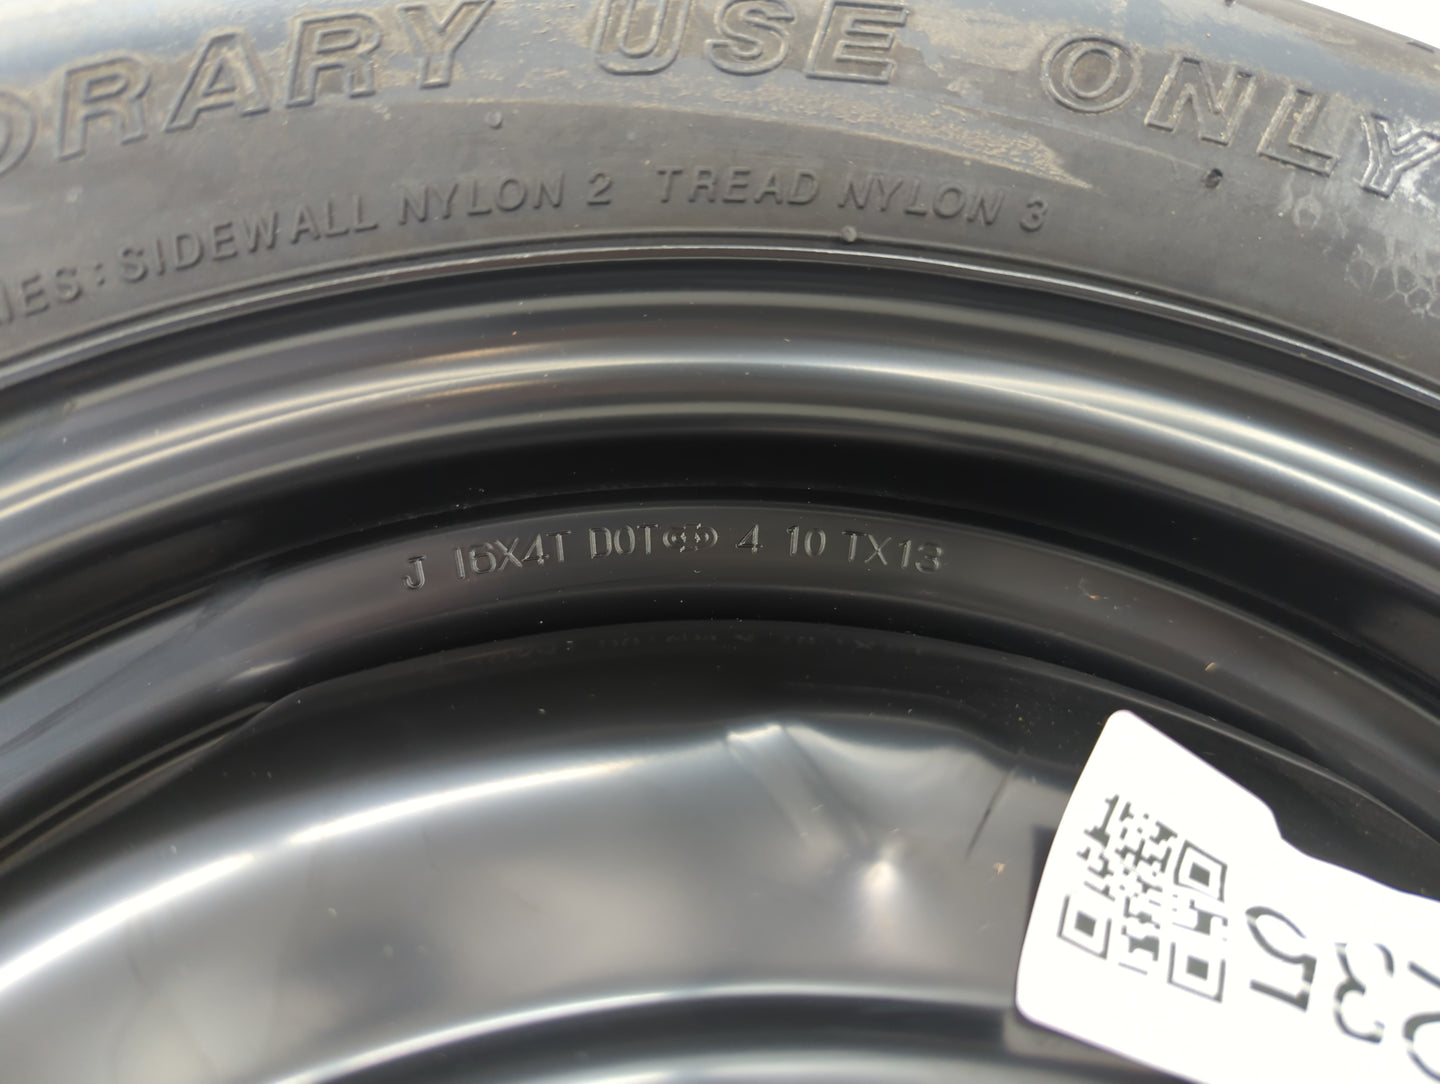 ORARY USE ONLY
IES: SIDEWALL NYLON 2 TREAD NYLON 3
J 16X4T DOT 4 10 TX13